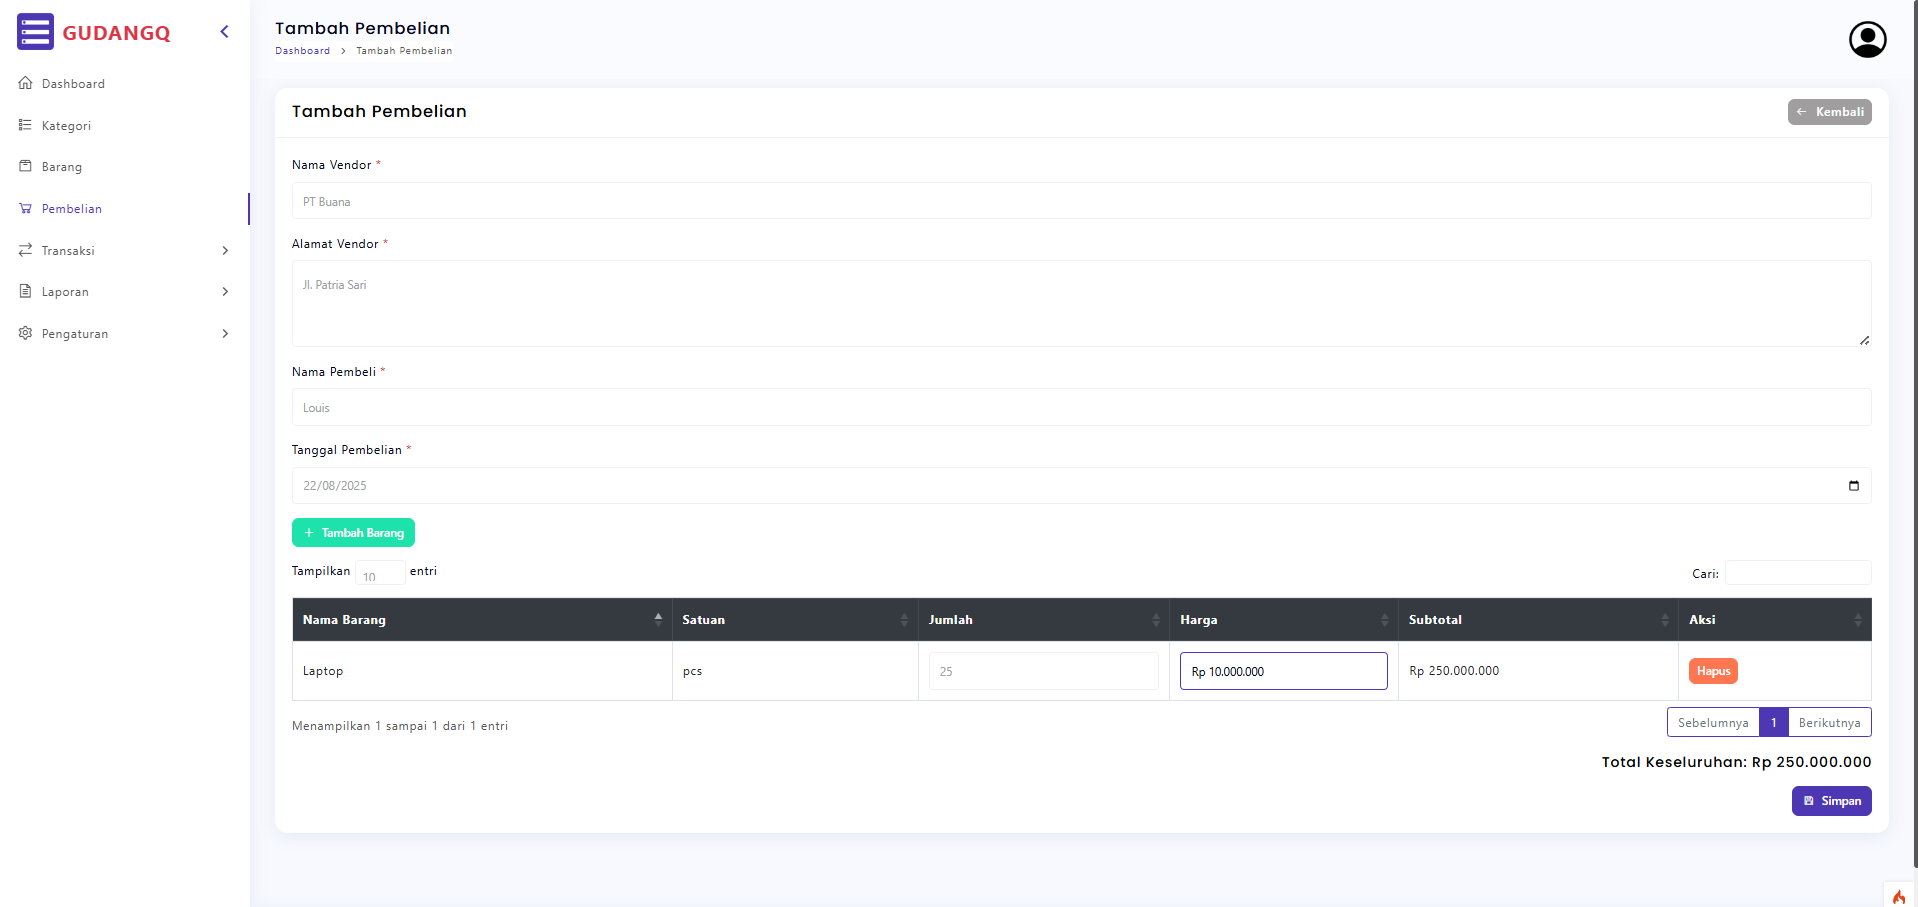 GUDANGQ
Dashboard
Kategori
Barang
Pembelian
Transaksi
Laporan
Pengaturan
Tambah Pembelian
Dashboard > Tambah Pembelian
Tambah Pembelian
Kembali
Nama Vendor *
PT Buana
Alamat Vendor *
Jl. Patria Sari
Nama Pembeli *
Louis
Tanggal Pembelian *
22/08/2025
+ Tambah Barang
Tampilkan 10 entri
Cari:
Nama Barang Satuan Jumlah Harga Subtotal Aksi
Laptop pcs 25 Rp 10.000.000 Rp 250.000.000 Hapus
Menampilkan 1 sampai 1 dari 1 entri
Sebelumnya 1 Berikutnya
Total Keseluruhan: Rp 250.000.000
Simpan